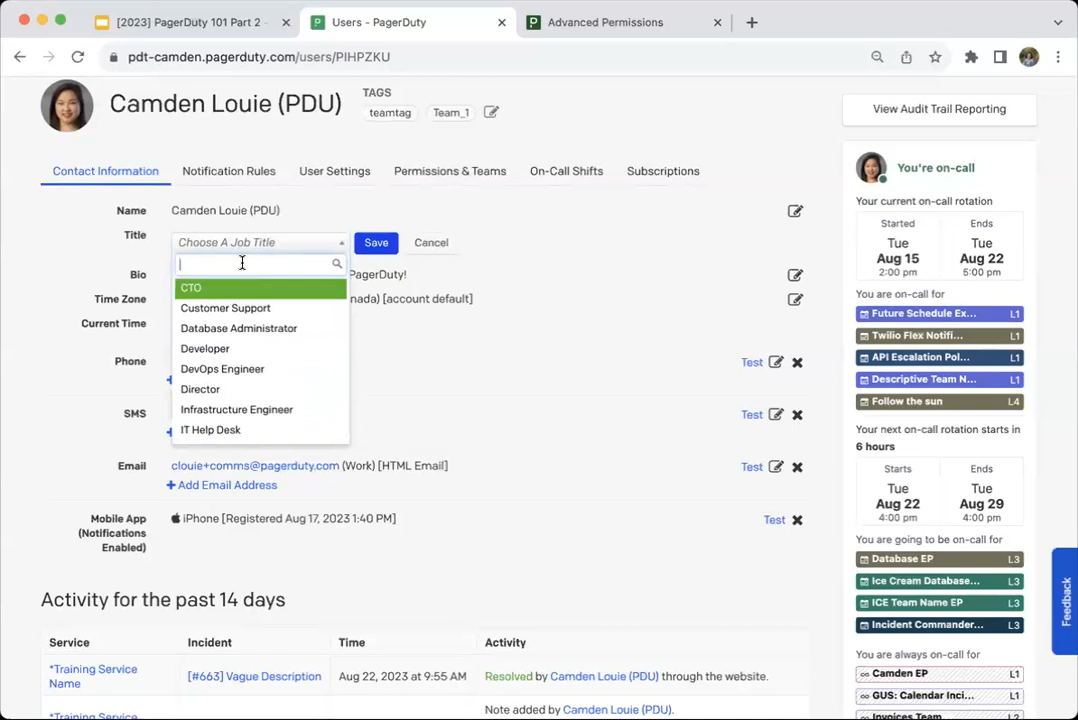 [2023] PagerDuty 101 Part 2 -
Users - PagerDuty
Advanced Permissions
pdt-camden.pagerduty.com/users/PIHPZKU
Camden Louie (PDU)
TAGS
teamtag
Team_1
View Audit Trail Reporting
Contact Information
Notification Rules
User Settings
Permissions & Teams
On-Call Shifts
Subscriptions
Name
Camden Louie (PDU)
Title
Choose A Job Title
Save
Cancel
CTO
Customer Support
Database Administrator
Developer
DevOps Engineer
Director
Infrastructure Engineer
IT Help Desk
Bio
PagerDuty!
Time Zone
nada) [account default]
Current Time
Phone
Test
SMS
Test
Email
clouie+comms@pagerduty.com (Work) [HTML Email]
Test
+ Add Email Address
Mobile App
(Notifications
Enabled)
iPhone [Registered Aug 17, 2023 1:40 PM]
Test
Activity for the past 14 days
Service
Incident
Time
Activity
*Training Service
Name
[#663] Vague Description
Aug 22, 2023 at 9:55 AM
Resolved by Camden Louie (PDU) through the website.
*Training Service
Note added by Camden Louie (PDU).
You're on-call
Your current on-call rotation
Started
Ends
Tue
Tue
Aug 15
Aug 22
2:00 pm
5:00 pm
You are on-call for
Future Schedule Ex...
L1
Twilio Flex Notifi...
L1
API Escalation Pol...
L1
Descriptive Team N...
L1
Follow the sun
L4
Your next on-call rotation starts in
6 hours
Starts
Ends
Tue
Tue
Aug 22
Aug 29
4:00 pm
4:00 pm
You are going to be on-call for
Database EP
L3
Ice Cream Database...
L3
ICE Team Name EP
L3
Incident Commander...
L3
You are always on-call for
Camden EP
L1
GUS: Calendar Inci...
L1
Invoices Team
L2
Feedback